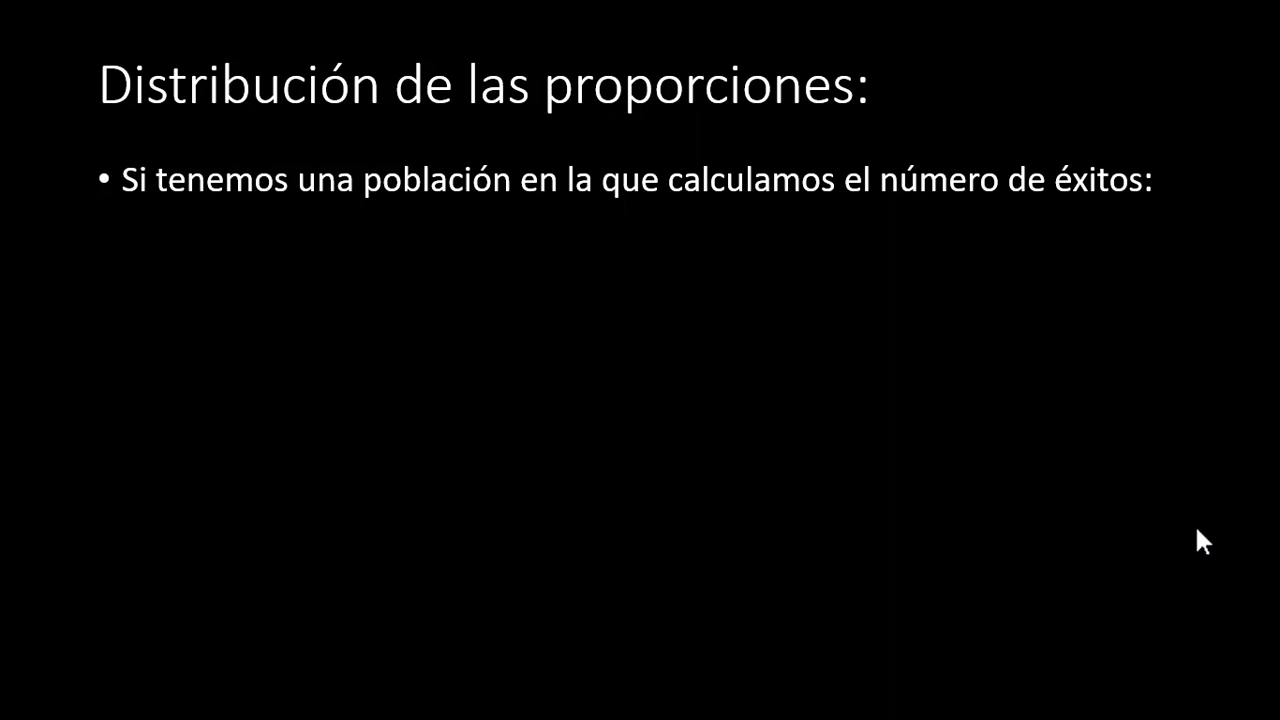 Distribución de las proporciones:
• Si tenemos una población en la que calculamos el número de éxitos: